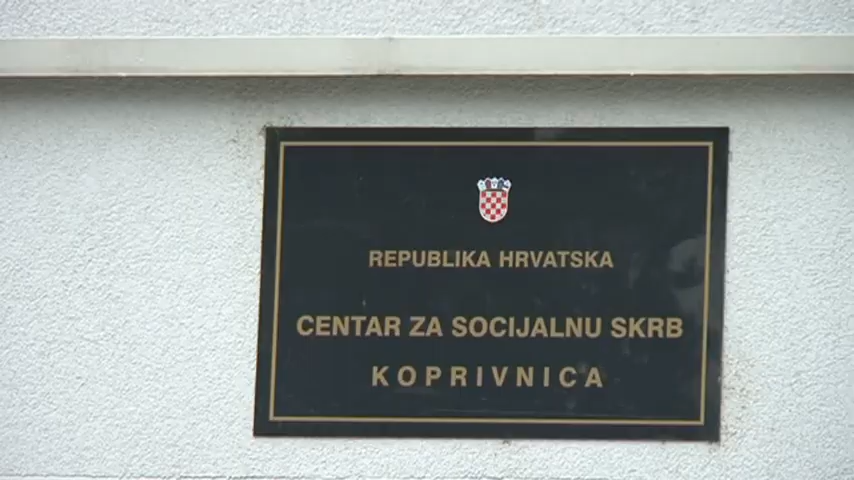 REPUBLIKA HRVATSKA
CENTAR ZA SOCIJALNU SKRB
KOPRIVNICA